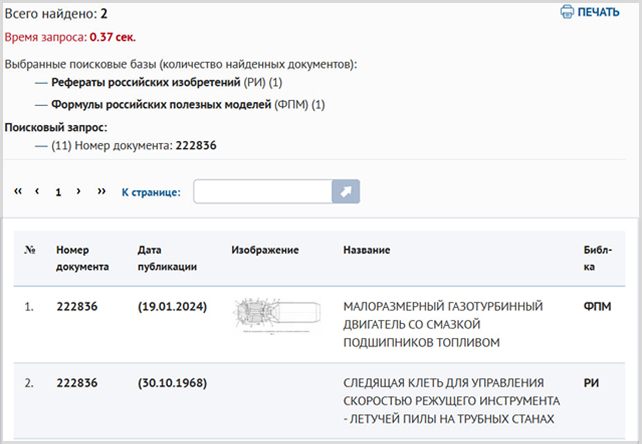 Всего найдено: 2
ПЕЧАТЬ
Время запроса: 0.37 сек.
Выбранные поисковые базы (количество найденных документов):
— Рефераты российских изобретений (РИ) (1)
— Формулы российских полезных моделей (ФПМ) (1)
Поисковый запрос:
— (11) Номер документа: 222836
‹‹ ‹ 1 › ›› К странице:
№ Номер документа Дата публикации Изображение Название Библ-ка
1. 222836 (19.01.2024) МАЛОРАЗМЕРНЫЙ ГАЗОТУРБИННЫЙ ФПМ
ДВИГАТЕЛЬ СО СМАЗКОЙ
ПОДШИПНИКОВ ТОПЛИВОМ
2. 222836 (30.10.1968) СЛЕДЯЩАЯ КЛЕТЬ ДЛЯ УПРАВЛЕНИЯ РИ
СКОРОСТЬЮ РЕЖУЩЕГО ИНСТРУМЕНТА
- ЛЕТУЧЕЙ ПИЛЫ НА ТРУБНЫХ СТАНАХ